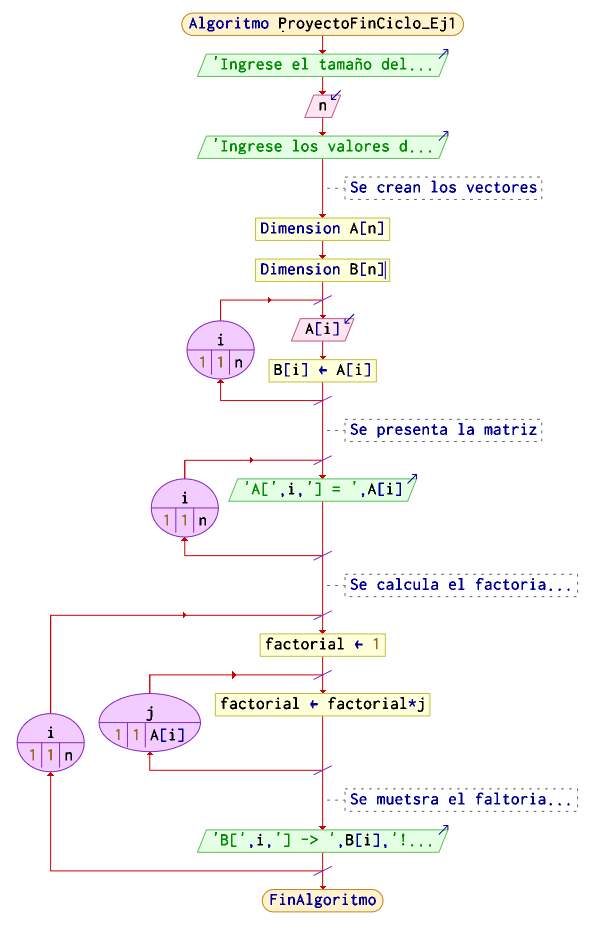 Algoritmo ProyectoFinCiclo_Ej1
'Ingrese el tamaño del...
n
'Ingrese los valores d...
Se crean los vectores
Dimension A[n]
Dimension B[n]
A[i]
i
1 1 n
B[i] ← A[i]
Se presenta la matriz
'A[',i,'] = ',A[i]
i
1 1 n
Se calcula el factoria...
factorial ← 1
factorial ← factorial*j
j
1 1 A[i]
i
1 1 n
Se muetsra el faltoria...
'B[',i,'] -> ',B[i],'!...
FinAlgoritmo